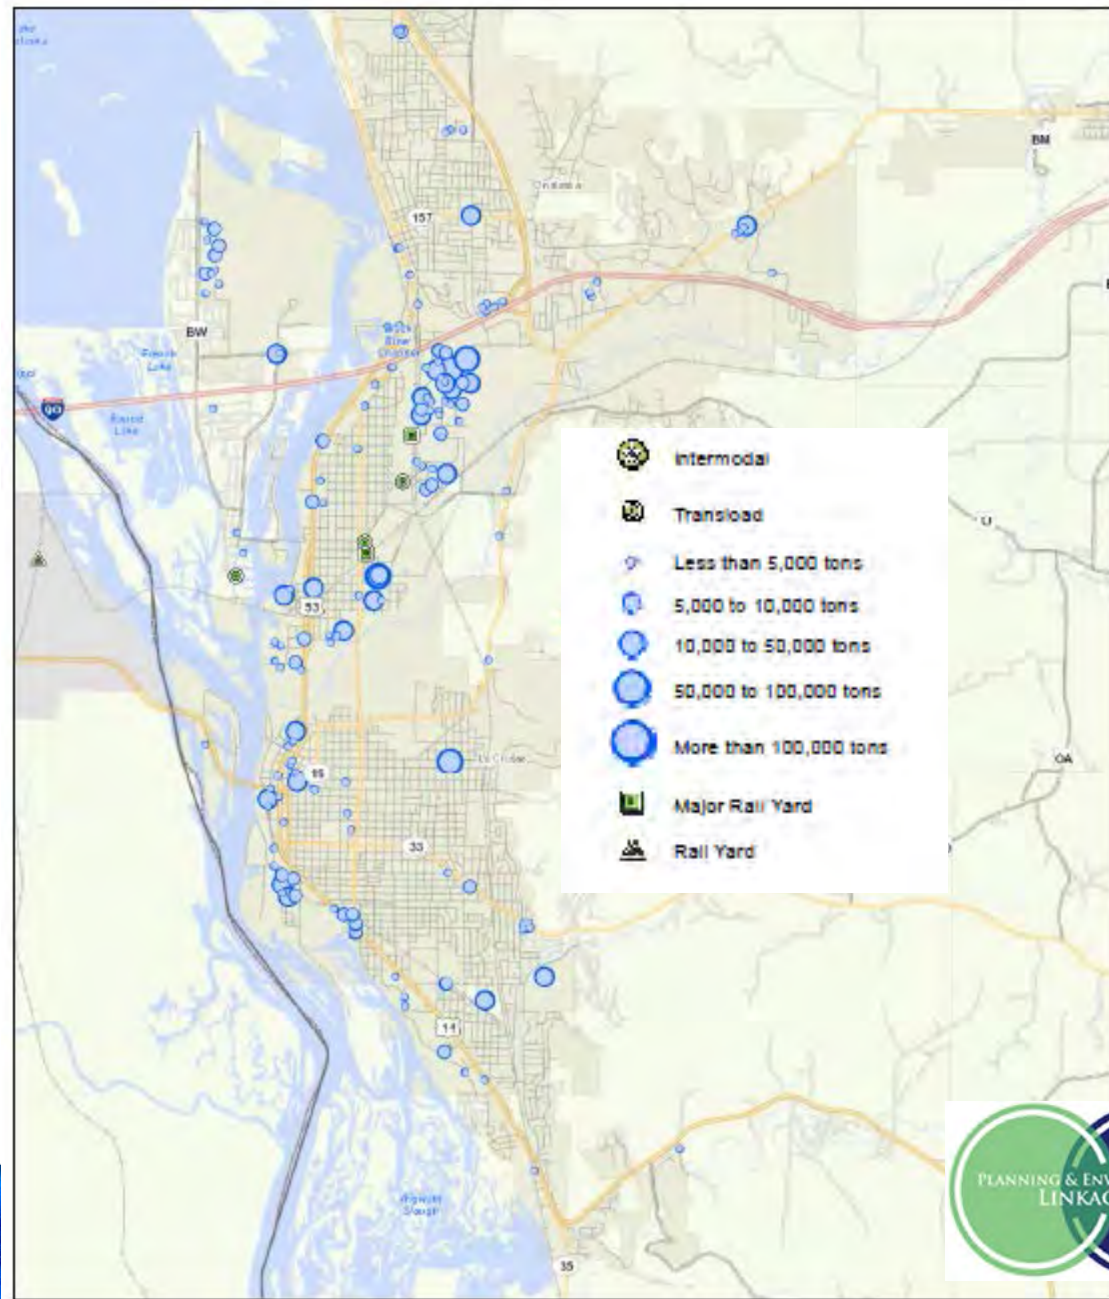 157
BM
BW
90
Intermodal
Transload
Less than 5,000 tons
5,000 to 10,000 tons
53
10,000 to 50,000 tons
50,000 to 100,000 tons
More than 100,000 tons
16
OA
Major Rail Yard
33
Rail Yard
14
PLANNING & ENV
LINKAG
35